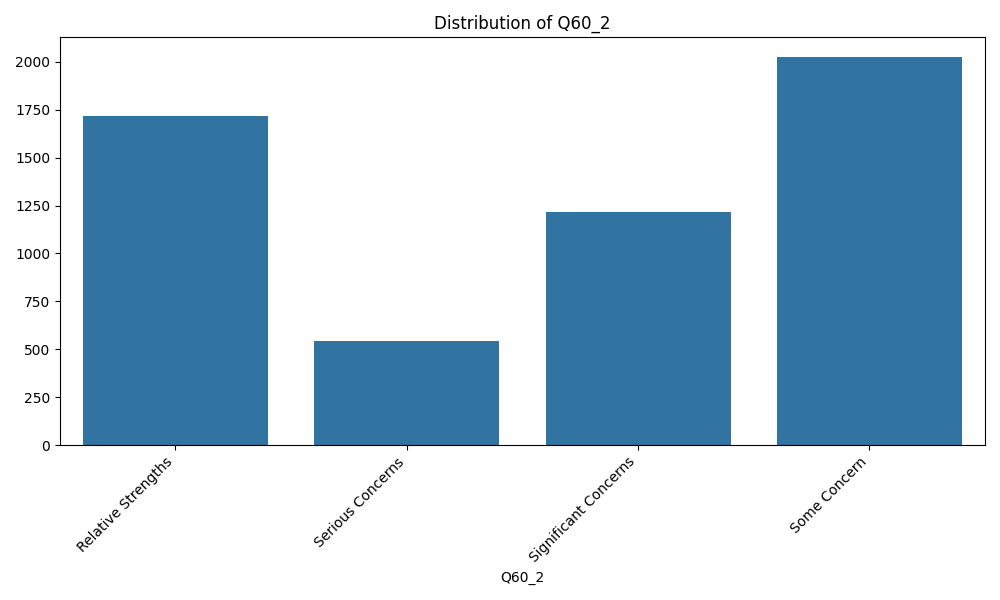 Distribution of Q60_2
2000
1750
1500
1250
1000
750
500
250
0
Relative Strengths
Serious Concerns
Significant Concerns
Some Concern
Q60_2